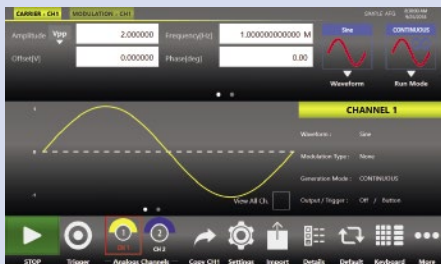 CARRIER - CH1 MODULATION - CH1 SIMPLE AFG
Amplitude Vpp 2.000000 Frequency(Hz) 1.000000000000 M Sine CONTINUOUS
Offset(V) 0.000000 Phase(deg) 0.00
Waveform Run Mode
CHANNEL 1
Waveform : Sine
Modulation Type : None
Generation Mode : CONTINUOUS
View All Ch. Output / Trigger : Off / Button
1 2
CH 1 CH 2
STOP Trigger Analog Channels Copy CH1 Settings Import Details Default Keyboard More